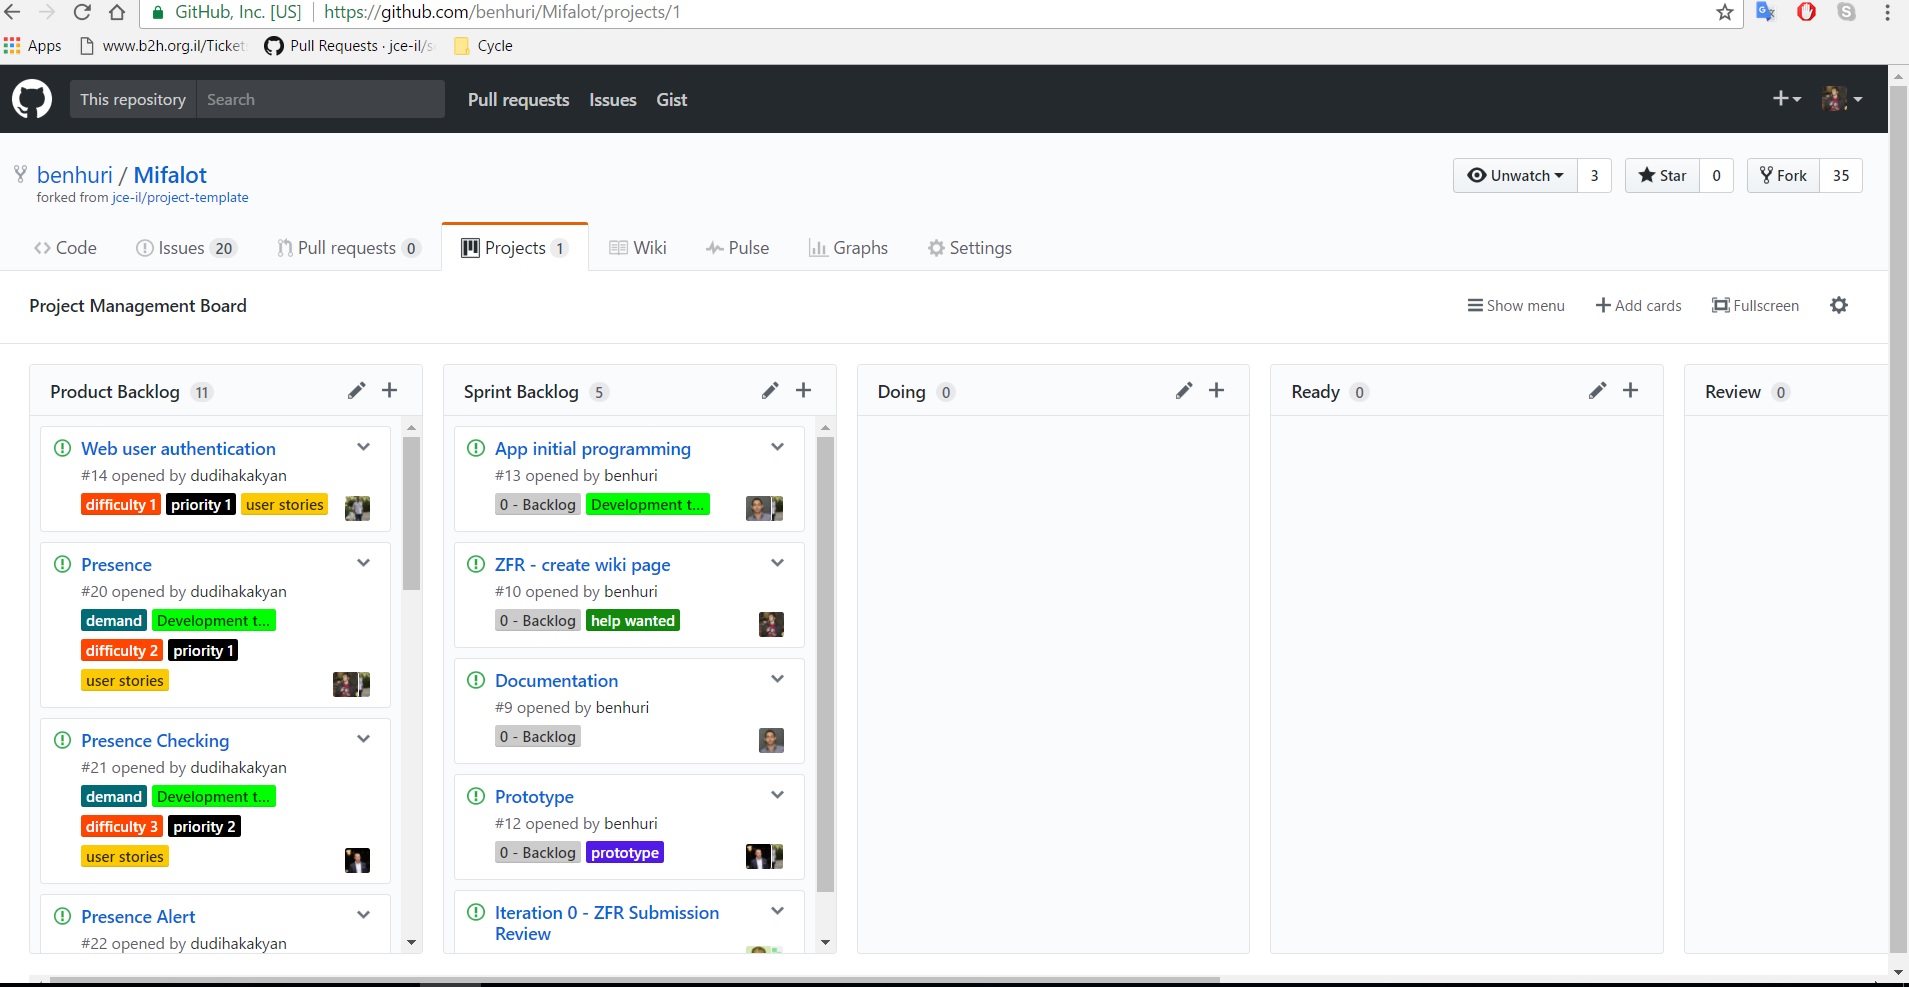 GitHub, Inc. [US] https://github.com/benhuri/Mifalot/projects/1
Apps www.b2h.org.il/Ticket Pull Requests · jce-il/s Cycle
This repository Search Pull requests Issues Gist
benhuri / Mifalot Unwatch 3 Star 0 Fork 35
forked from jce-il/project-template
Code Issues 20 Pull requests 0 Projects 1 Wiki Pulse Graphs Settings
Project Management Board Show menu Add cards Fullscreen
Product Backlog 11
Web user authentication
#14 opened by dudihakakyan
difficulty 1 priority 1 user stories
Presence
#20 opened by dudihakakyan
demand Development t...
difficulty 2 priority 1
user stories
Presence Checking
#21 opened by dudihakakyan
demand Development t...
difficulty 3 priority 2
user stories
Presence Alert
#22 opened by dudihakakyan
Sprint Backlog 5
App initial programming
#13 opened by benhuri
0 - Backlog Development t...
ZFR - create wiki page
#10 opened by benhuri
0 - Backlog help wanted
Documentation
#9 opened by benhuri
0 - Backlog
Prototype
#12 opened by benhuri
0 - Backlog prototype
Iteration 0 - ZFR Submission
Review
Doing 0
Ready 0
Review 0